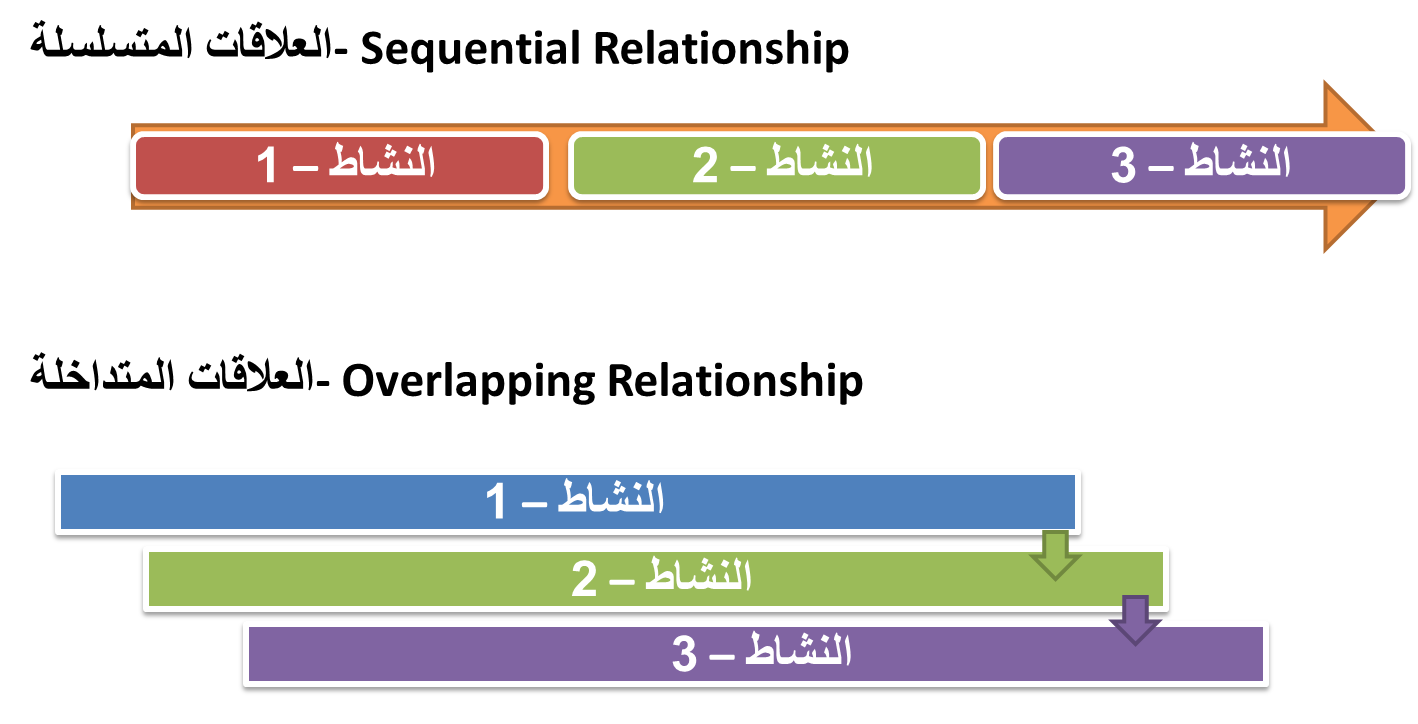 العلاقات المتسلسلة- Sequential Relationship
النشاط – 1
النشاط – 2
النشاط – 3
العلاقات المتداخلة- Overlapping Relationship
النشاط – 1
النشاط – 2
النشاط – 3